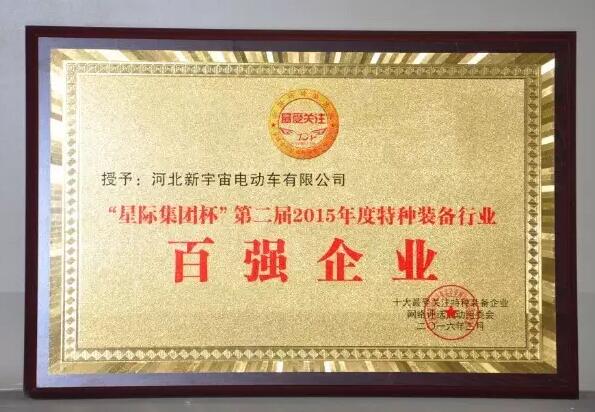 最受关注
授予：河北新宇宙电动车有限公司
“星际集团杯”第二届2015年度特种装备行业
百强企业
十大最受关注特种装备企业
网络评选活动组委会
二〇一六年三月